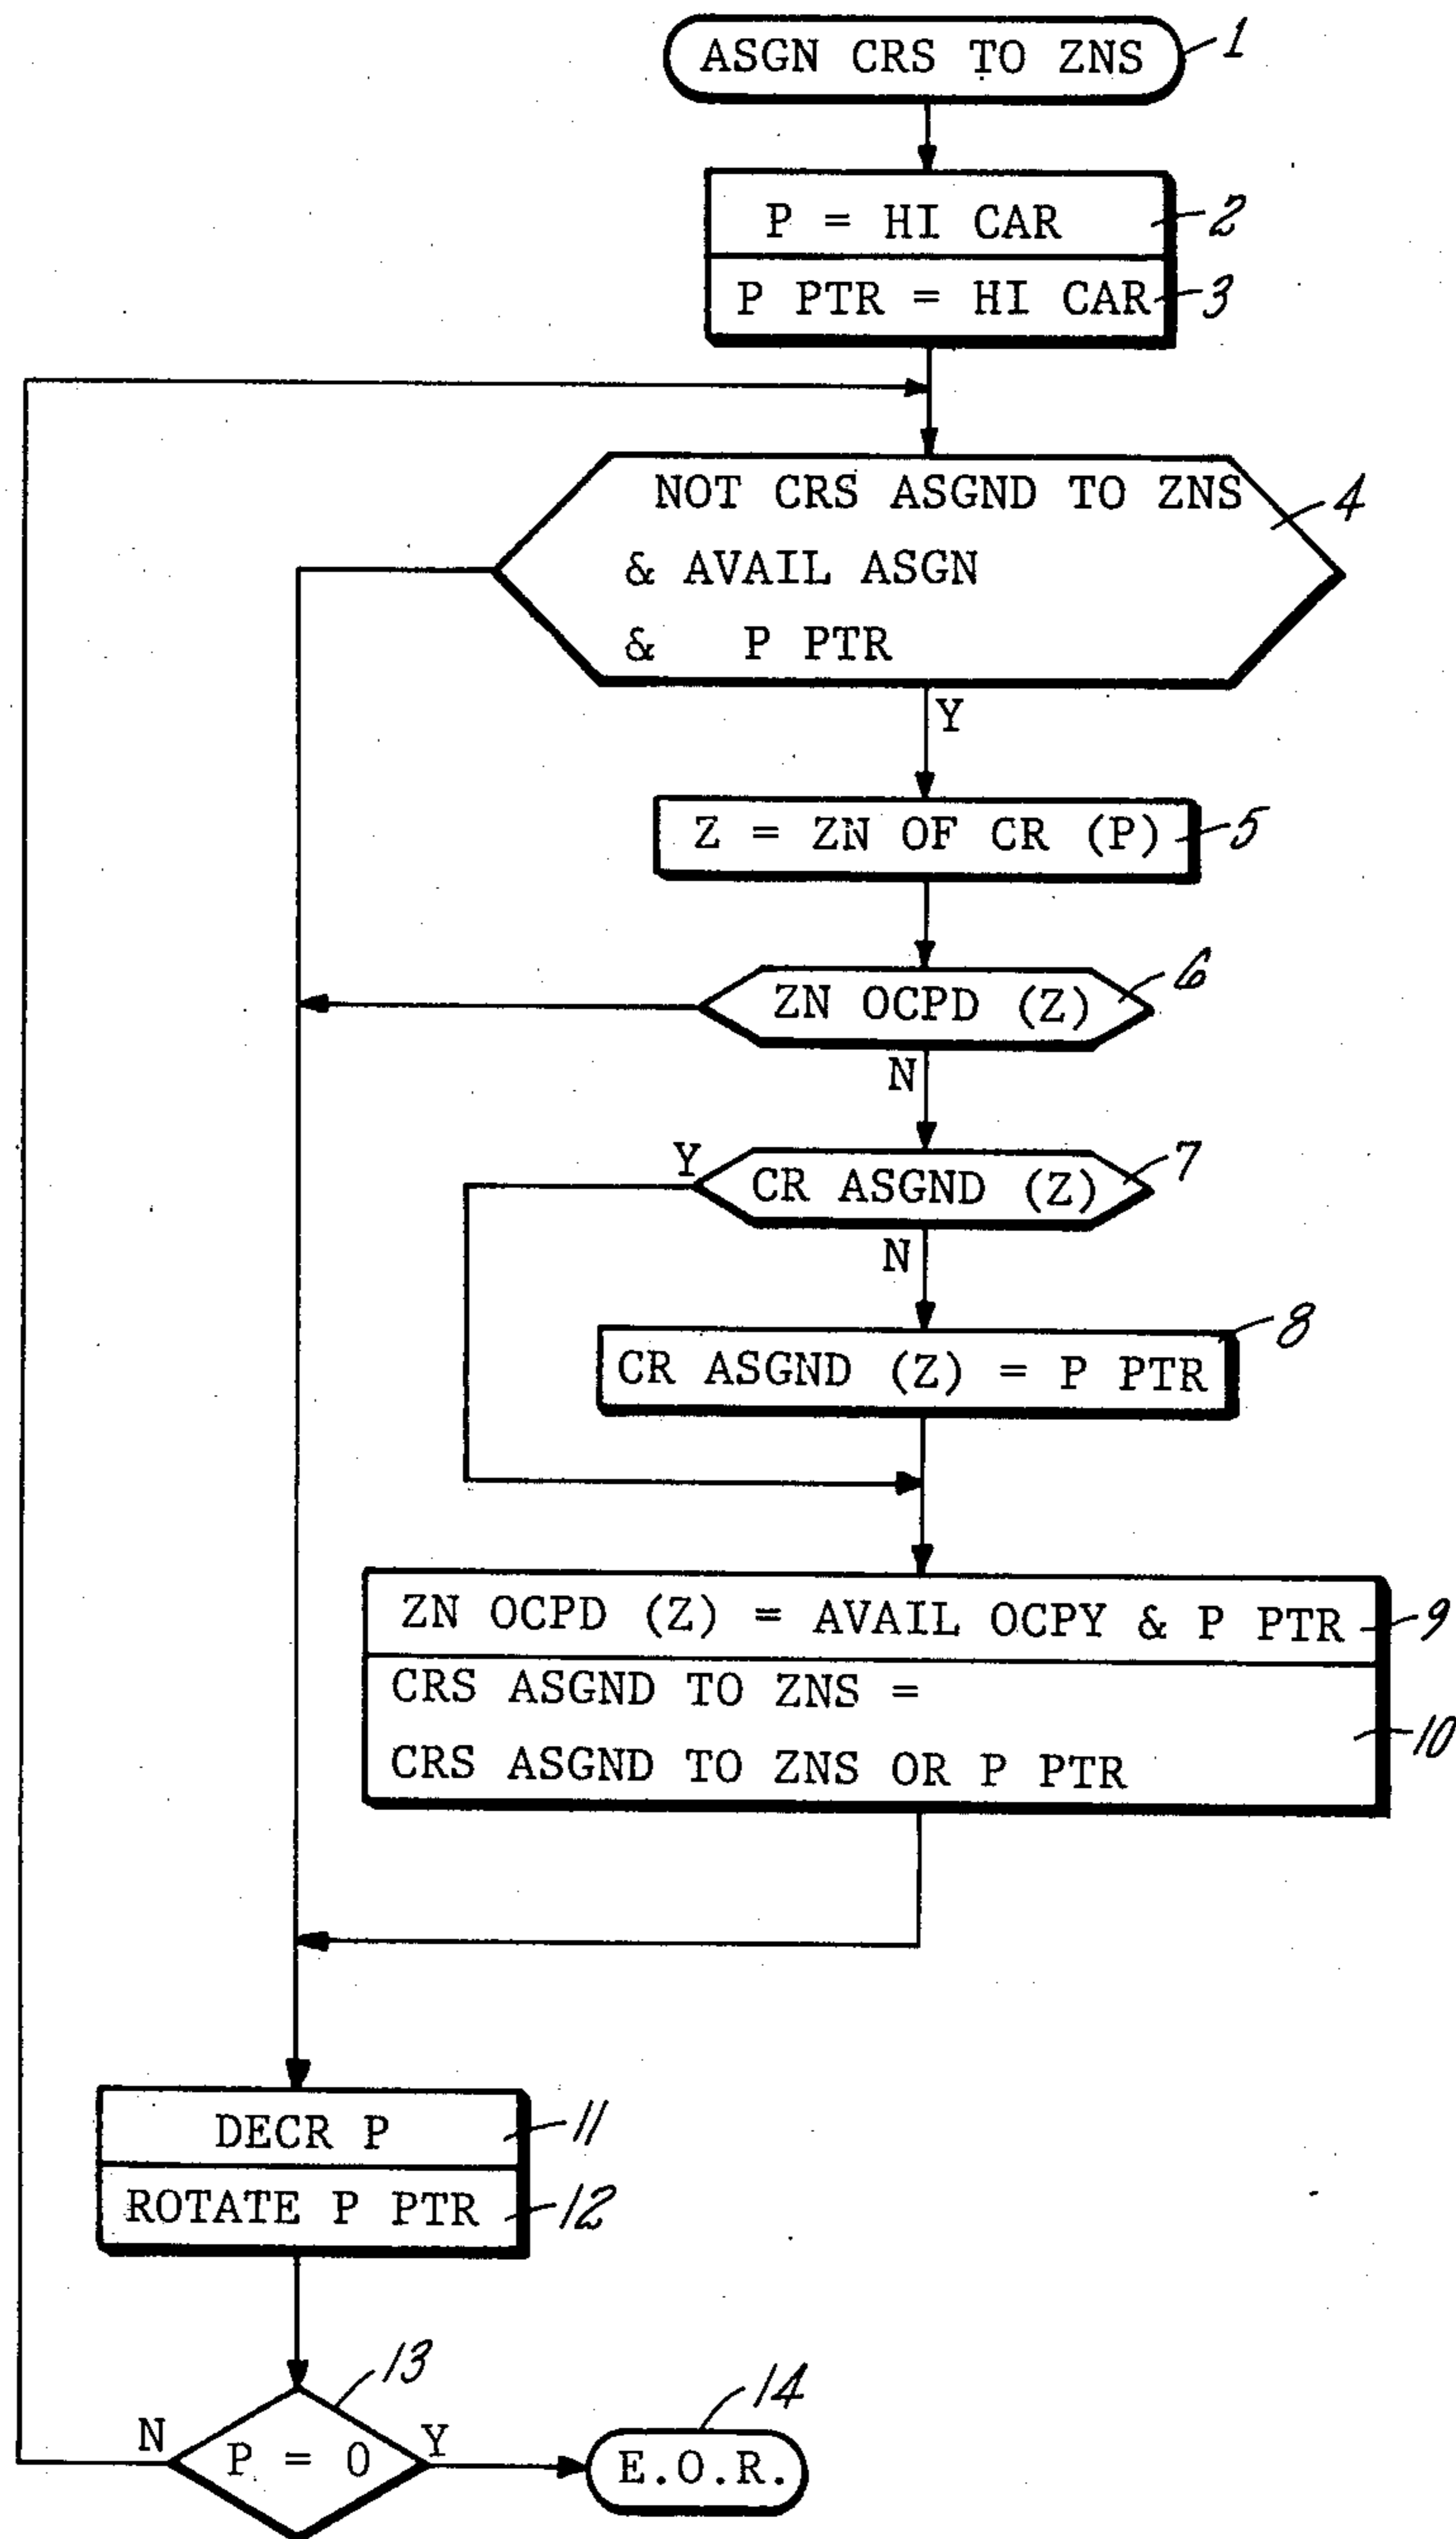 ASGN CRS TO ZNS 1
P = HI CAR 2
P PTR = HI CAR 3
NOT CRS ASGND TO ZNS 4
& AVAIL ASGN
& P PTR
Y
Z = ZN OF CR (P) 5
ZN OCPD (Z) 6
N
Y CR ASGND (Z) 7
N
CR ASGND (Z) = P PTR 8
ZN OCPD (Z) = AVAIL OCPY & P PTR 9
CRS ASGND TO ZNS =
CRS ASGND TO ZNS OR P PTR 10
DECR P 11
ROTATE P PTR 12
13
N P = 0 Y
14
E.O.R.